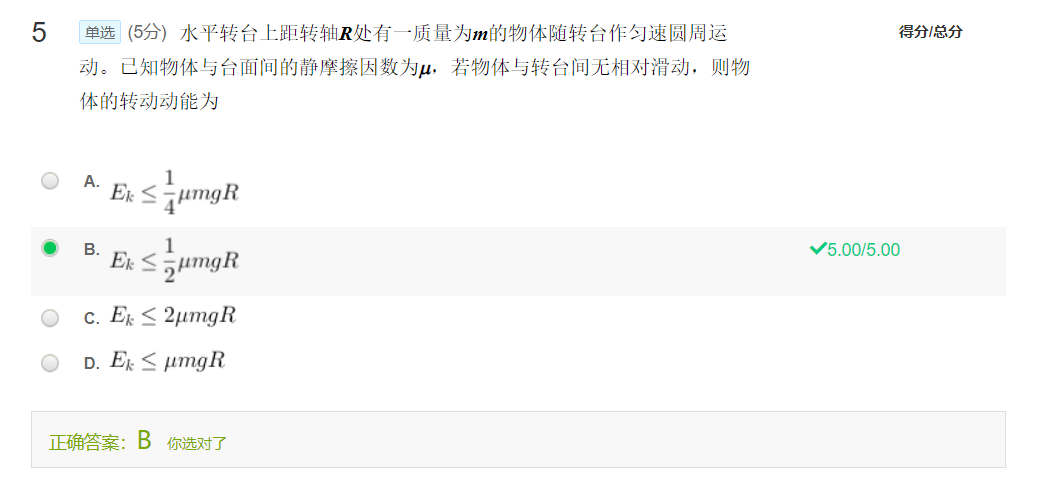 5 单选 (5分) 水平转台上距转轴R处有一质量为m的物体随转台作匀速圆周运 得分/总分
动。已知物体与台面间的静摩擦因数为μ，若物体与转台间无相对滑动，则物
体的转动动能为
A. E_k ≤ \frac{1}{4}μmgR
B. E_k ≤ \frac{1}{2}μmgR ✔5.00/5.00
C. E_k ≤ 2μmgR
D. E_k ≤ μmgR
正确答案：B 你选对了